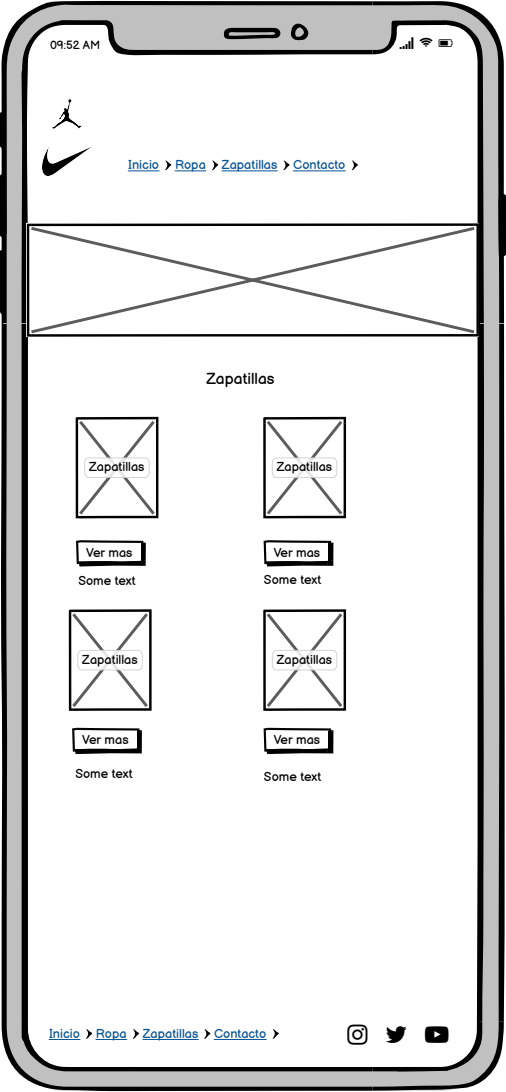 09:52 AM
Inicio Ropa Zapatillas Contacto
Zapatillas
Zapatillas Zapatillas
Ver mas Ver mas
Some text Some text
Zapatillas Zapatillas
Ver mas Ver mas
Some text Some text
Inicio Ropa Zapatillas Contacto